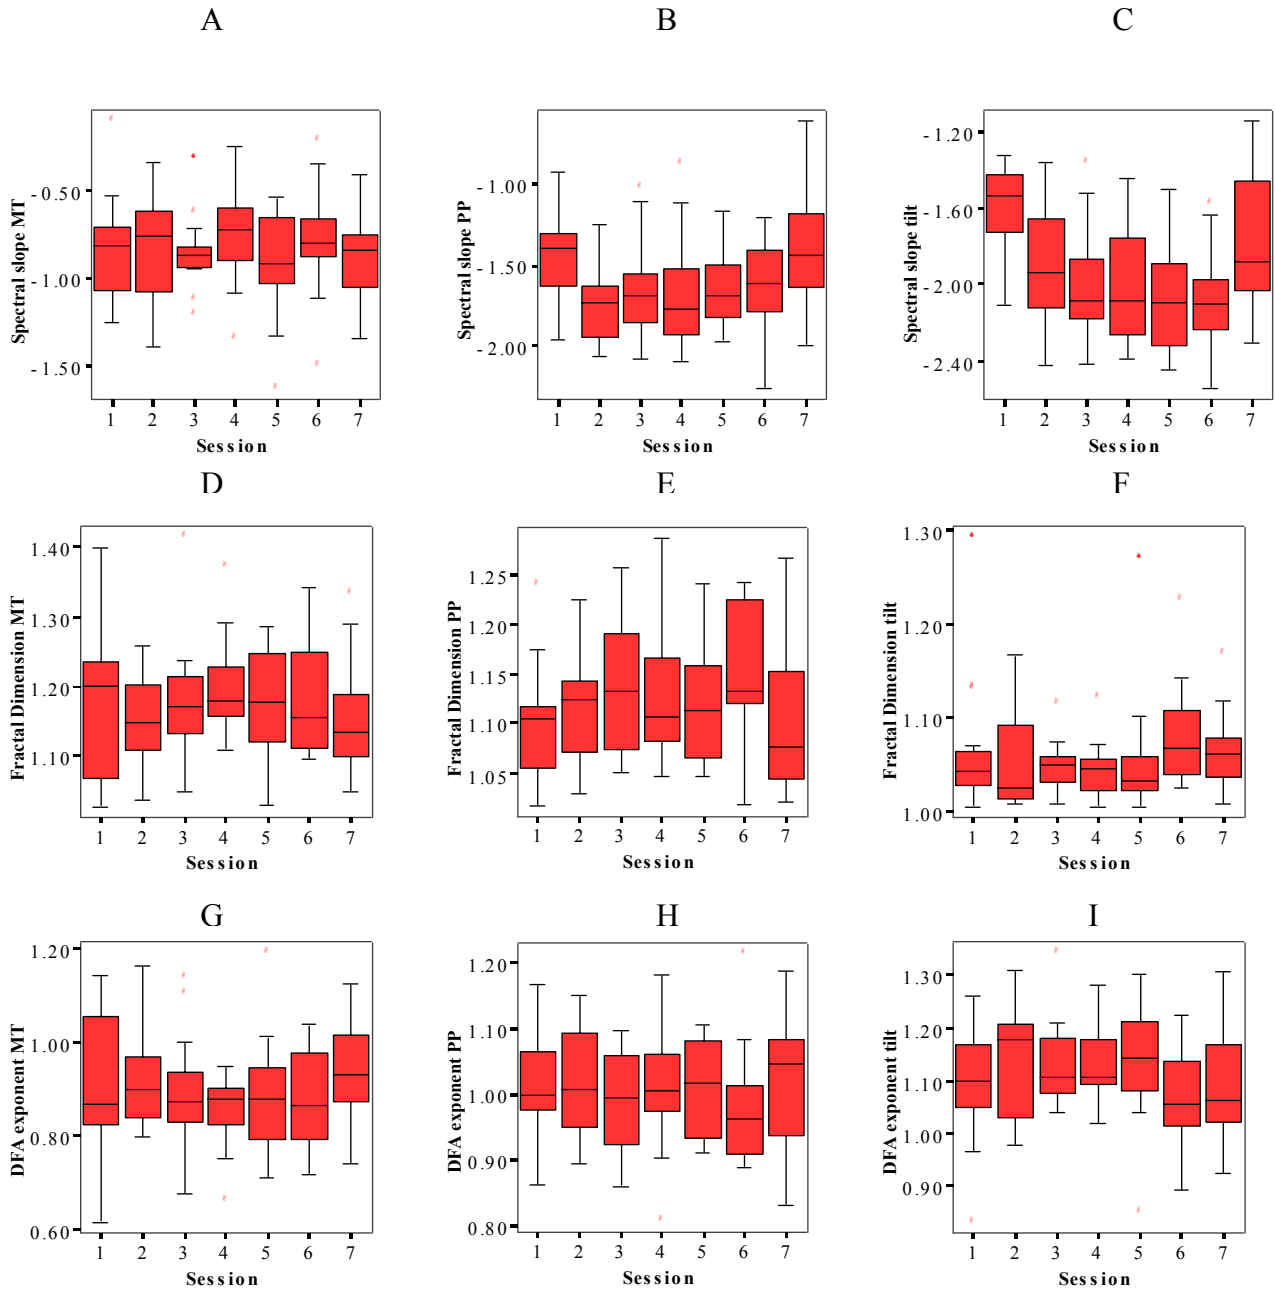 A B C
Spectral slope MT
-0.50
-1.00
-1.50
1 2 3 4 5 6 7
Session
Spectral slope PP
-1.00
-1.50
-2.00
1 2 3 4 5 6 7
Session
Spectral slope tilt
-1.20
-1.60
-2.00
-2.40
1 2 3 4 5 6 7
Session
D E F
Fractal Dimension MT
1.40
1.30
1.20
1.10
1 2 3 4 5 6 7
Session
Fractal Dimension PP
1.25
1.20
1.15
1.10
1.05
1 2 3 4 5 6 7
Session
Fractal Dimension tilt
1.30
1.20
1.10
1.00
1 2 3 4 5 6 7
Session
G H I
DFA exponent MT
1.20
1.00
0.80
0.60
1 2 3 4 5 6 7
Session
DFA exponent PP
1.20
1.10
1.00
0.90
0.80
1 2 3 4 5 6 7
Session
DFA exponent tilt
1.30
1.20
1.10
1.00
0.90
1 2 3 4 5 6 7
Session